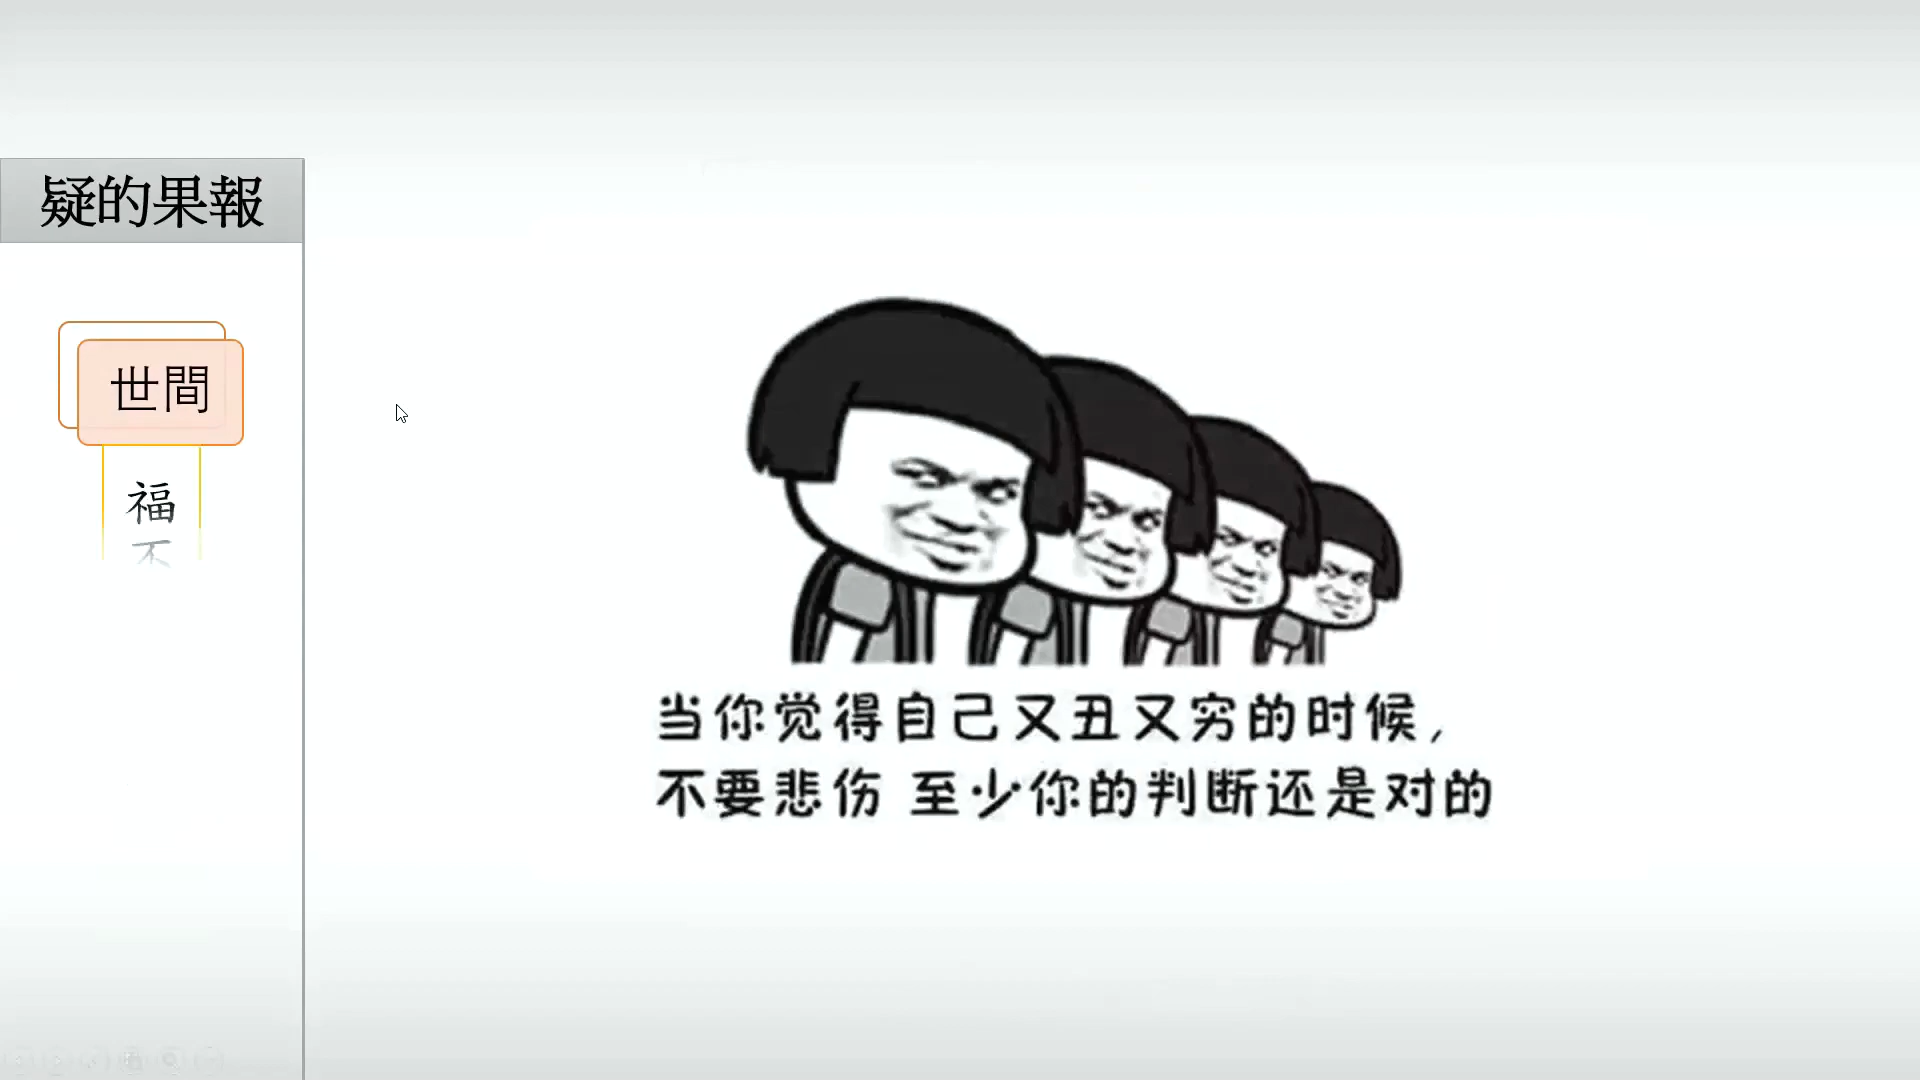 疑的果報
世間
福
不
当你觉得自己又丑又穷的时候，
不要悲伤 至少你的判断还是对的